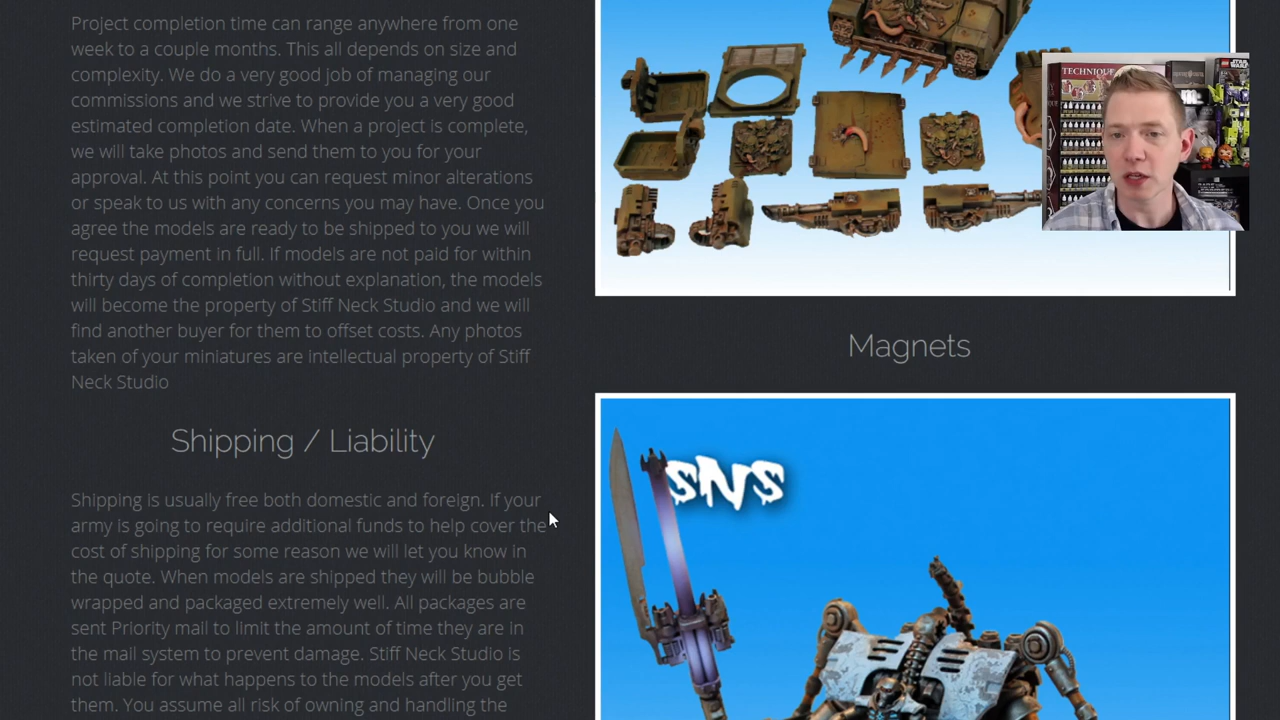 Project completion time can range anywhere from one
week to a couple months. This all depends on size and
complexity. We do a very good job of managing our
commissions and we strive to provide you a very good
estimated completion date. When a project is complete,
we will take photos and send them to you for your
approval. At this point you can request minor alterations
or speak to us with any concerns you may have. Once you
agree the models are ready to be shipped to you we will
request payment in full. If models are not paid for within
thirty days of completion without explanation, the models
will become the property of Stiff Neck Studio and we will
find another buyer for them to offset costs. Any photos
taken of your miniatures are intellectual property of Stiff
Neck Studio
Shipping / Liability
Shipping is usually free both domestic and foreign. If your
army is going to require additional funds to help cover the
cost of shipping for some reason we will let you know in
the quote. When models are shipped they will be bubble
wrapped and packaged extremely well. All packages are
sent Priority mail to limit the amount of time they are in
the mail system to prevent damage. Stiff Neck Studio is
not liable for what happens to the models after you get
them. You assume all risk of owning and handling the
TECHNIQUE
STAR WARS
Magnets
SNS